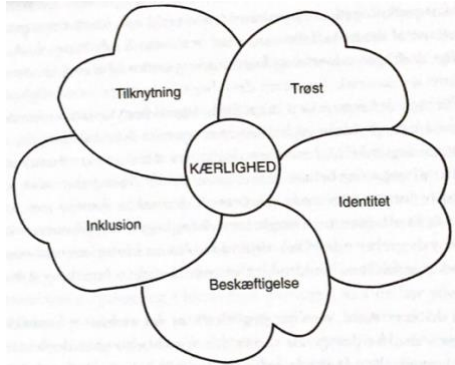 Tilknytning
Trøst
KÆRLIGHED
Identitet
Inklusion
Beskæftigelse